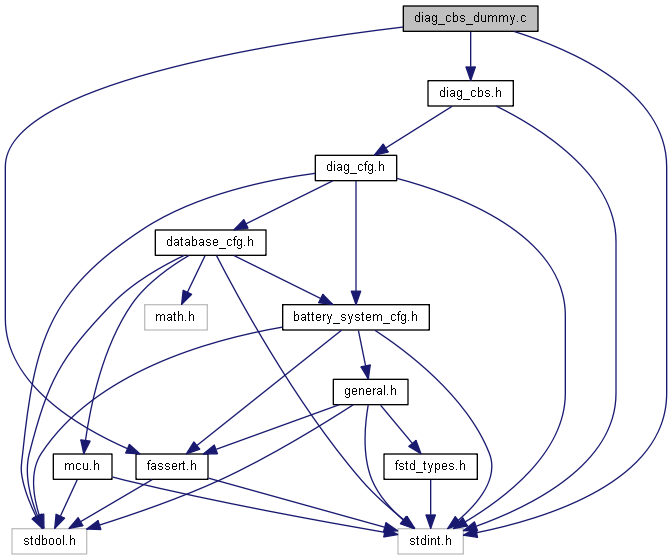 diag_cbs_dummy.c
diag_cbs.h
diag_cfg.h
database_cfg.h
math.h
battery_system_cfg.h
general.h
mcu.h
fassert.h
fstd_types.h
stdbool.h
stdint.h